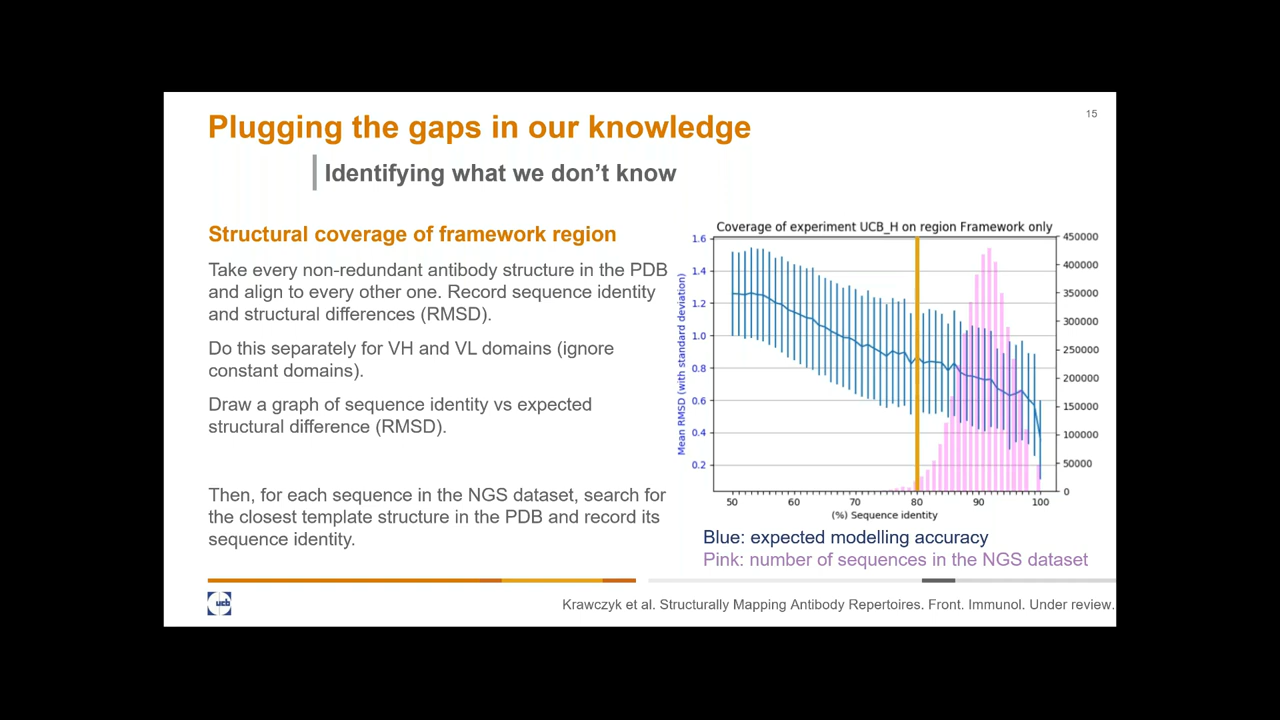 15
Plugging the gaps in our knowledge
Identifying what we don't know
Structural coverage of framework region
Take every non-redundant antibody structure in the PDB
and align to every other one. Record sequence identity
and structural differences (RMSD).
Do this separately for VH and VL domains (ignore
constant domains).
Draw a graph of sequence identity vs expected
structural difference (RMSD).
Then, for each sequence in the NGS dataset, search for
the closest template structure in the PDB and record its
sequence identity.
Coverage of experiment UCB_H on region Framework only
Mean RMSD (with standard deviation)
1.6
1.4
1.2
1.0
0.8
0.6
0.4
0.2
450000
400000
350000
300000
250000
200000
150000
100000
50000
0
50 60 70 80 90 100
(%) Sequence identity
Blue: expected modelling accuracy
Pink: number of sequences in the NGS dataset
ucb
Krawczyk et al. Structurally Mapping Antibody Repertoires. Front. Immunol. Under review.